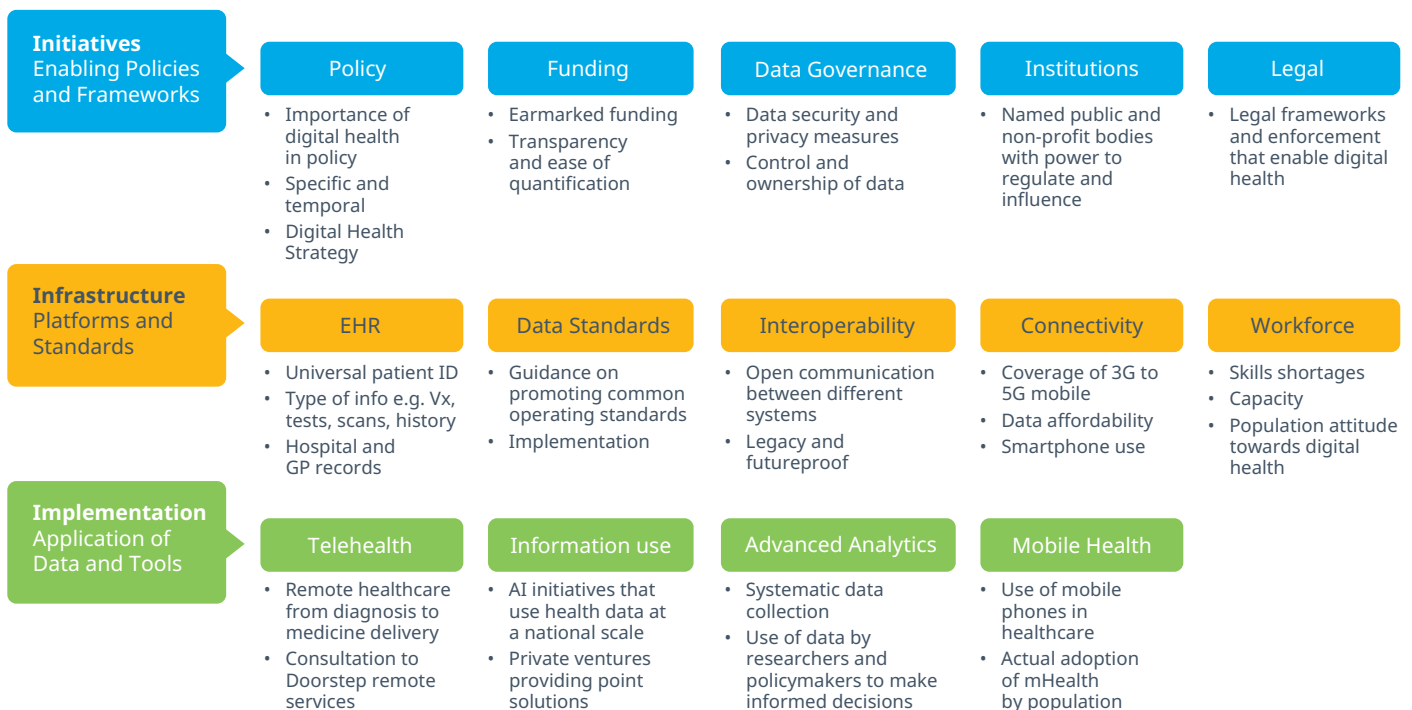 Initiatives
Enabling Policies
and Frameworks
Policy
• Importance of
digital health
in policy
• Specific and
temporal
• Digital Health
Strategy
Funding
• Earmarked funding
• Transparency
and ease of
quantification
Data Governance
• Data security and
privacy measures
• Control and
ownership of data
Institutions
• Named public and
non-profit bodies
with power to
regulate and
influence
Legal
• Legal frameworks
and enforcement
that enable digital
health
Infrastructure
Platforms and
Standards
EHR
• Universal patient ID
• Type of info e.g. Vx,
tests, scans, history
• Hospital and
GP records
Data Standards
• Guidance on
promoting common
operating standards
• Implementation
Interoperability
• Open communication
between different
systems
• Legacy and
futureproof
Connectivity
• Coverage of 3G to
5G mobile
• Data affordability
• Smartphone use
Workforce
• Skills shortages
• Capacity
• Population attitude
towards digital
health
Implementation
Application of
Data and Tools
Telehealth
• Remote healthcare
from diagnosis to
medicine delivery
• Consultation to
Doorstep remote
services
Information use
• AI initiatives that
use health data at
a national scale
• Private ventures
providing point
solutions
Advanced Analytics
• Systematic data
collection
• Use of data by
researchers and
policymakers to make
informed decisions
Mobile Health
• Use of mobile
phones in
healthcare
• Actual adoption
of mHealth
by population